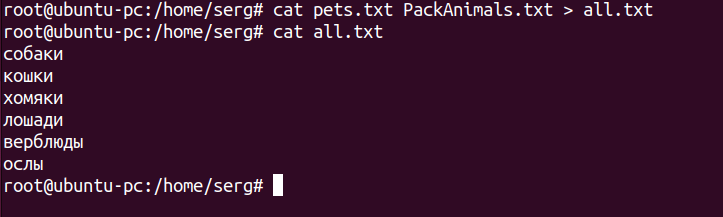 root@ubuntu-pc:/home/serg# cat pets.txt PackAnimals.txt > all.txt
root@ubuntu-pc:/home/serg# cat all.txt
собаки
кошки
хомяки
лошади
верблюды
ослы
root@ubuntu-pc:/home/serg#